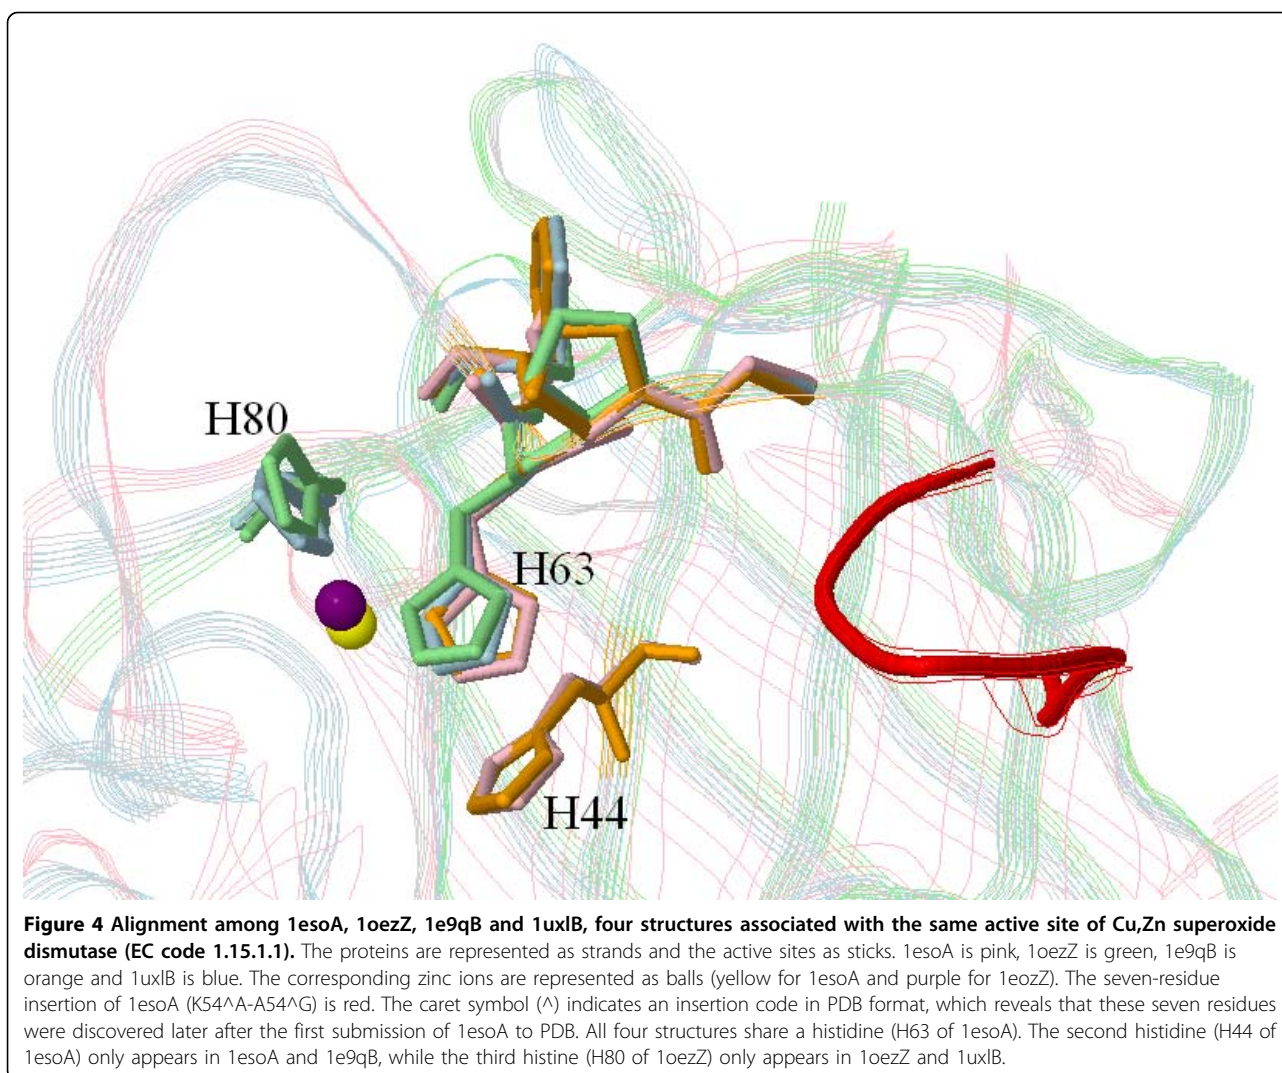 H80
H63
H44
Figure 4 Alignment among 1esoA, 1oezZ, 1e9qB and 1uxlB, four structures associated with the same active site of Cu,Zn superoxide
dismutase (EC code 1.15.1.1). The proteins are represented as strands and the active sites as sticks. 1esoA is pink, 1oezZ is green, 1e9qB is
orange and 1uxlB is blue. The corresponding zinc ions are represented as balls (yellow for 1esoA and purple for 1eozZ). The seven-residue
insertion of 1esoA (K54^A-A54^G) is red. The caret symbol (^) indicates an insertion code in PDB format, which reveals that these seven residues
were discovered later after the first submission of 1esoA to PDB. All four structures share a histidine (H63 of 1esoA). The second histidine (H44 of
1esoA) only appears in 1esoA and 1e9qB, while the third histine (H80 of 1oezZ) only appears in 1oezZ and 1uxlB.